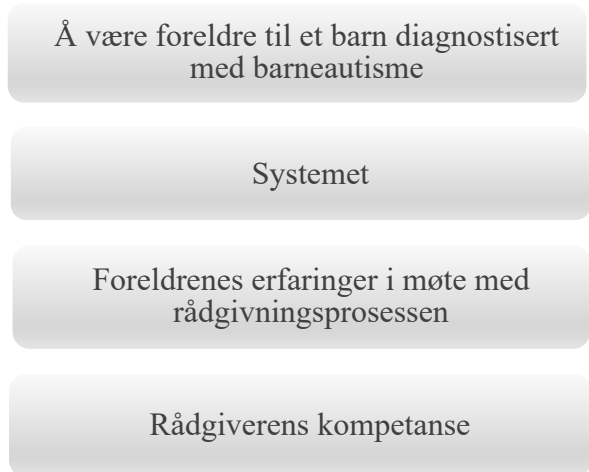 Å være foreldre til et barn diagnostisert
med barneautisme
Systemet
Foreldrenes erfaringer i møte med
rådgivningsprosessen
Rådgiverens kompetanse